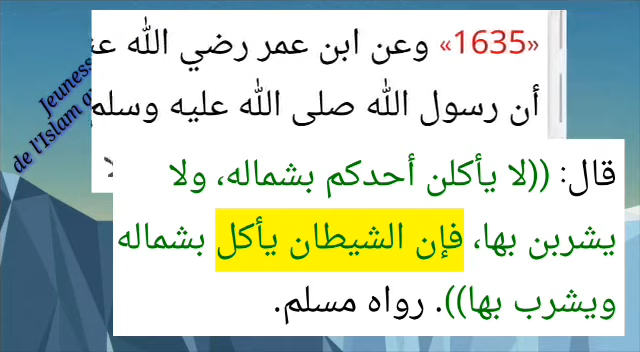 «1635» وعن ابن عمر رضي الله
أن رسول الله صلى الله عليه وسلم
قال: ((لا يأكلن أحدكم بشماله، ولا
يشربن بها، فإن الشيطان يأكل بشماله
ويشرب بها)). رواه مسلم.
Jeunesse
de l'Islam